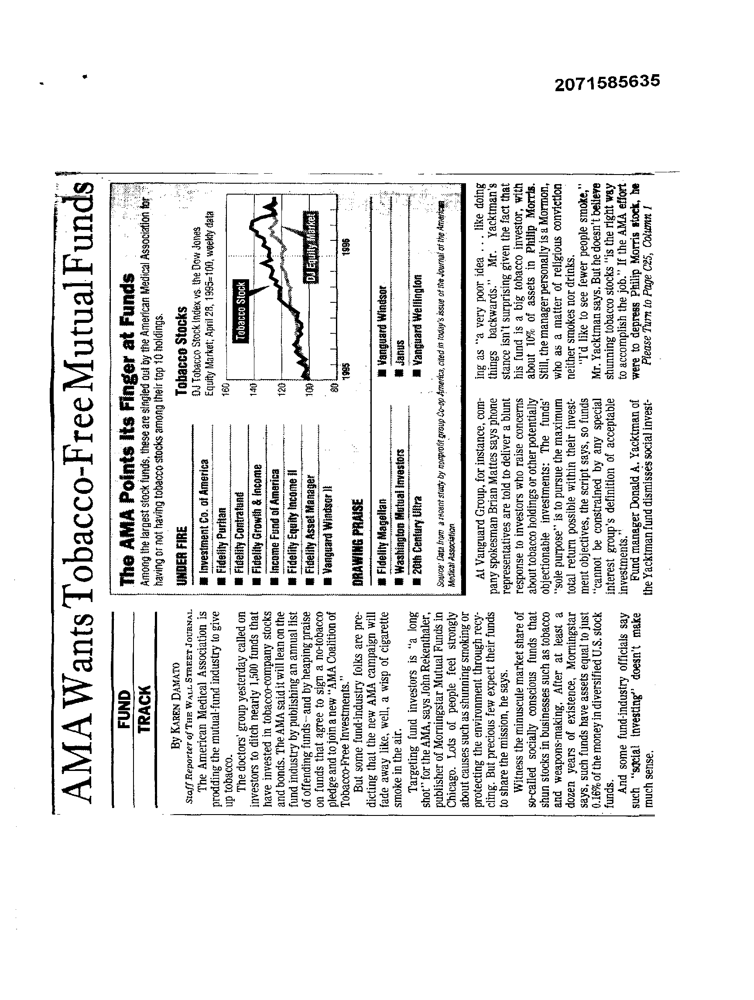 2071585635
AMA Wants Tobacco-Free Mutual Funds
FUND
TRACK
By KAREN DAMATO
Staff Reporter of THE WALL STREET JOURNAL
The American Medical Association is
prodding the mutual-fund industry to give
up tobacco.
The doctors' group yesterday called on
investors to ditch nearly 1,500 funds that
have invested in tobacco-company stocks
and bonds. The AMA said it will lean on the
fund industry by publishing an annual list
of offending funds—and by heaping praise
on funds that agree to sign a no-tobacco
pledge and to join a new "AMA Coalition of
Tobacco-Free Investments."
But some fund-industry folks are pre-
dicting that the new AMA campaign will
fade away like, well, a wisp of cigarette
smoke in the air.
Targeting fund investors is "a long
shot" for the AMA, says John Rekenthaler,
publisher of Morningstar Mutual Funds in
Chicago. Lots of people feel strongly
about causes such as shunning smoking or
protecting the environment through recy-
cling. But precious few expect their funds
to share the mission, he says.
Witness the minuscule market share of
so-called socially conscious funds that
shun stocks in businesses such as tobacco
and weapons-making. After at least a
dozen years of existence, Morningstar
says, such funds have assets equal to just
0.16% of the money in diversified U.S. stock
funds.
And some fund-industry officials say
such "social investing" doesn't make
much sense.
The AMA Points Its Finger at Funds
Among the largest stock funds, these are singled out by the American Medical Association for
having or not having tobacco stocks among their top 10 holdings.
UNDER FIRE
Investment Co. of America
Fidelity Puritan
Fidelity Contrafund
Fidelity Growth & Income
Income Fund of America
Fidelity Equity Income II
Fidelity Asset Manager
Vanguard Windsor II
Tobacco Stocks
DJ Tobacco Stock Index vs. the Dow Jones
Equity Market; April 28, 1995=100, weekly data
160
140
120
100
80
Tobacco Stock
DJ Equity Market
1995
1996
DRAWING PRAISE
Fidelity Magellan
Washington Mutual Investors
20th Century Ultra
Vanguard Windsor
Janus
Vanguard Wellington
Source: Data from a recent study by nonprofit group Co-op America, cited in today's issue of the Journal of the American
Medical Association
At Vanguard Group, for instance, com-
pany spokesman Brian Mattes says phone
representatives are told to deliver a blunt
response to investors who raise concerns
about tobacco holdings or other potentially
objectionable investments: The funds'
"sole purpose" is to pursue the maximum
total return possible within their invest-
ment objectives, the script says, so funds
"cannot be constrained by any special
interest group's definition of acceptable
investments."
Fund manager Donald A. Yacktman of
the Yacktman fund dismisses social invest-
ing as "a very poor idea . . . like doing
things backwards." Mr. Yacktman's
stance isn't surprising given the fact that
his fund is a big tobacco investor, with
about 10% of assets in Philip Morris.
Still, the manager personally is a Mormon,
who as a matter of religious conviction
neither smokes nor drinks.
"I'd like to see fewer people smoke,"
Mr. Yacktman says. But he doesn't believe
shunning tobacco stocks "is the right way
to accomplish the job." If the AMA effort
were to depress Philip Morris stock, he
Please Turn to Page C25, Column 1